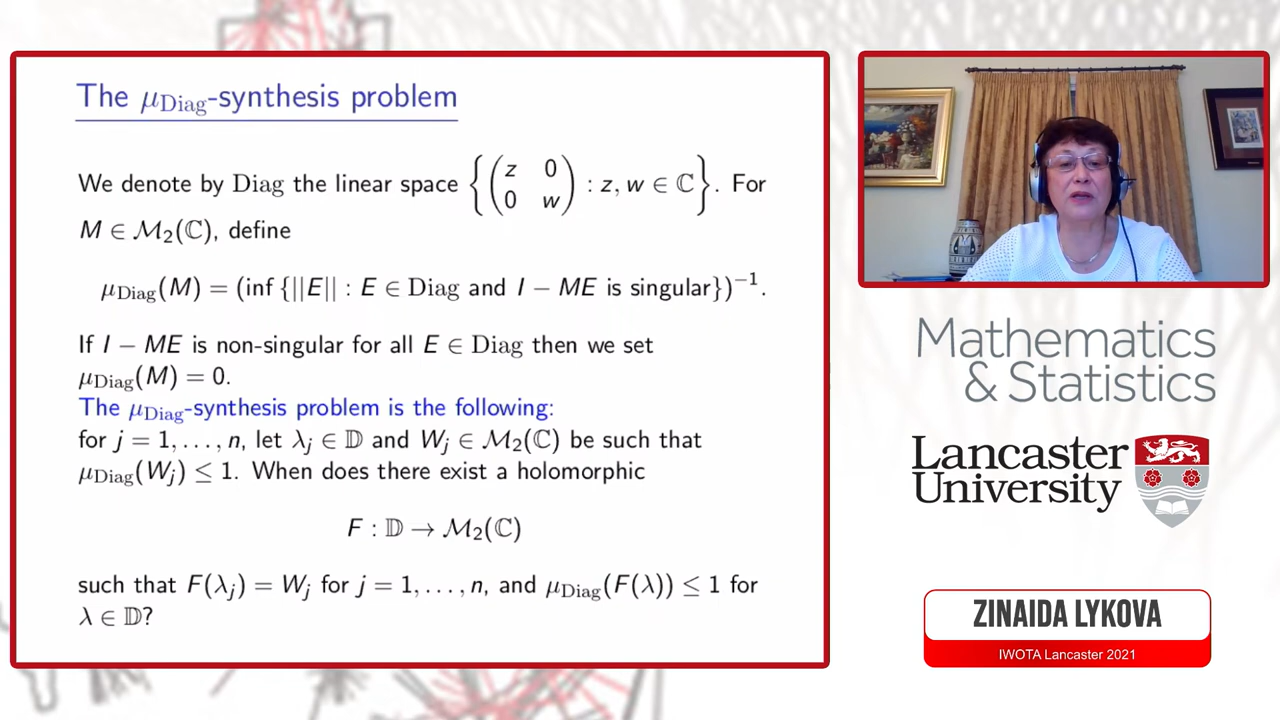 The μDiag-synthesis problem
We denote by Diag the linear space {(z 0 0 w) : z, w ∈ ℂ}. For
M ∈ ℳ₂(ℂ), define
μDiag(M) = (inf {||E|| : E ∈ Diag and I − ME is singular})⁻¹.
If I − ME is non-singular for all E ∈ Diag then we set
μDiag(M) = 0.
The μDiag-synthesis problem is the following:
for j = 1, . . . , n, let λⱼ ∈ 𝔻 and Wⱼ ∈ ℳ₂(ℂ) be such that
μDiag(Wⱼ) ≤ 1. When does there exist a holomorphic
F : 𝔻 → ℳ₂(ℂ)
such that F(λⱼ) = Wⱼ for j = 1, . . . , n, and μDiag(F(λ)) ≤ 1 for
λ ∈ 𝔻?
Mathematics
& Statistics
Lancaster
University
ZINAIDA LYKOVA
IWOTA Lancaster 2021